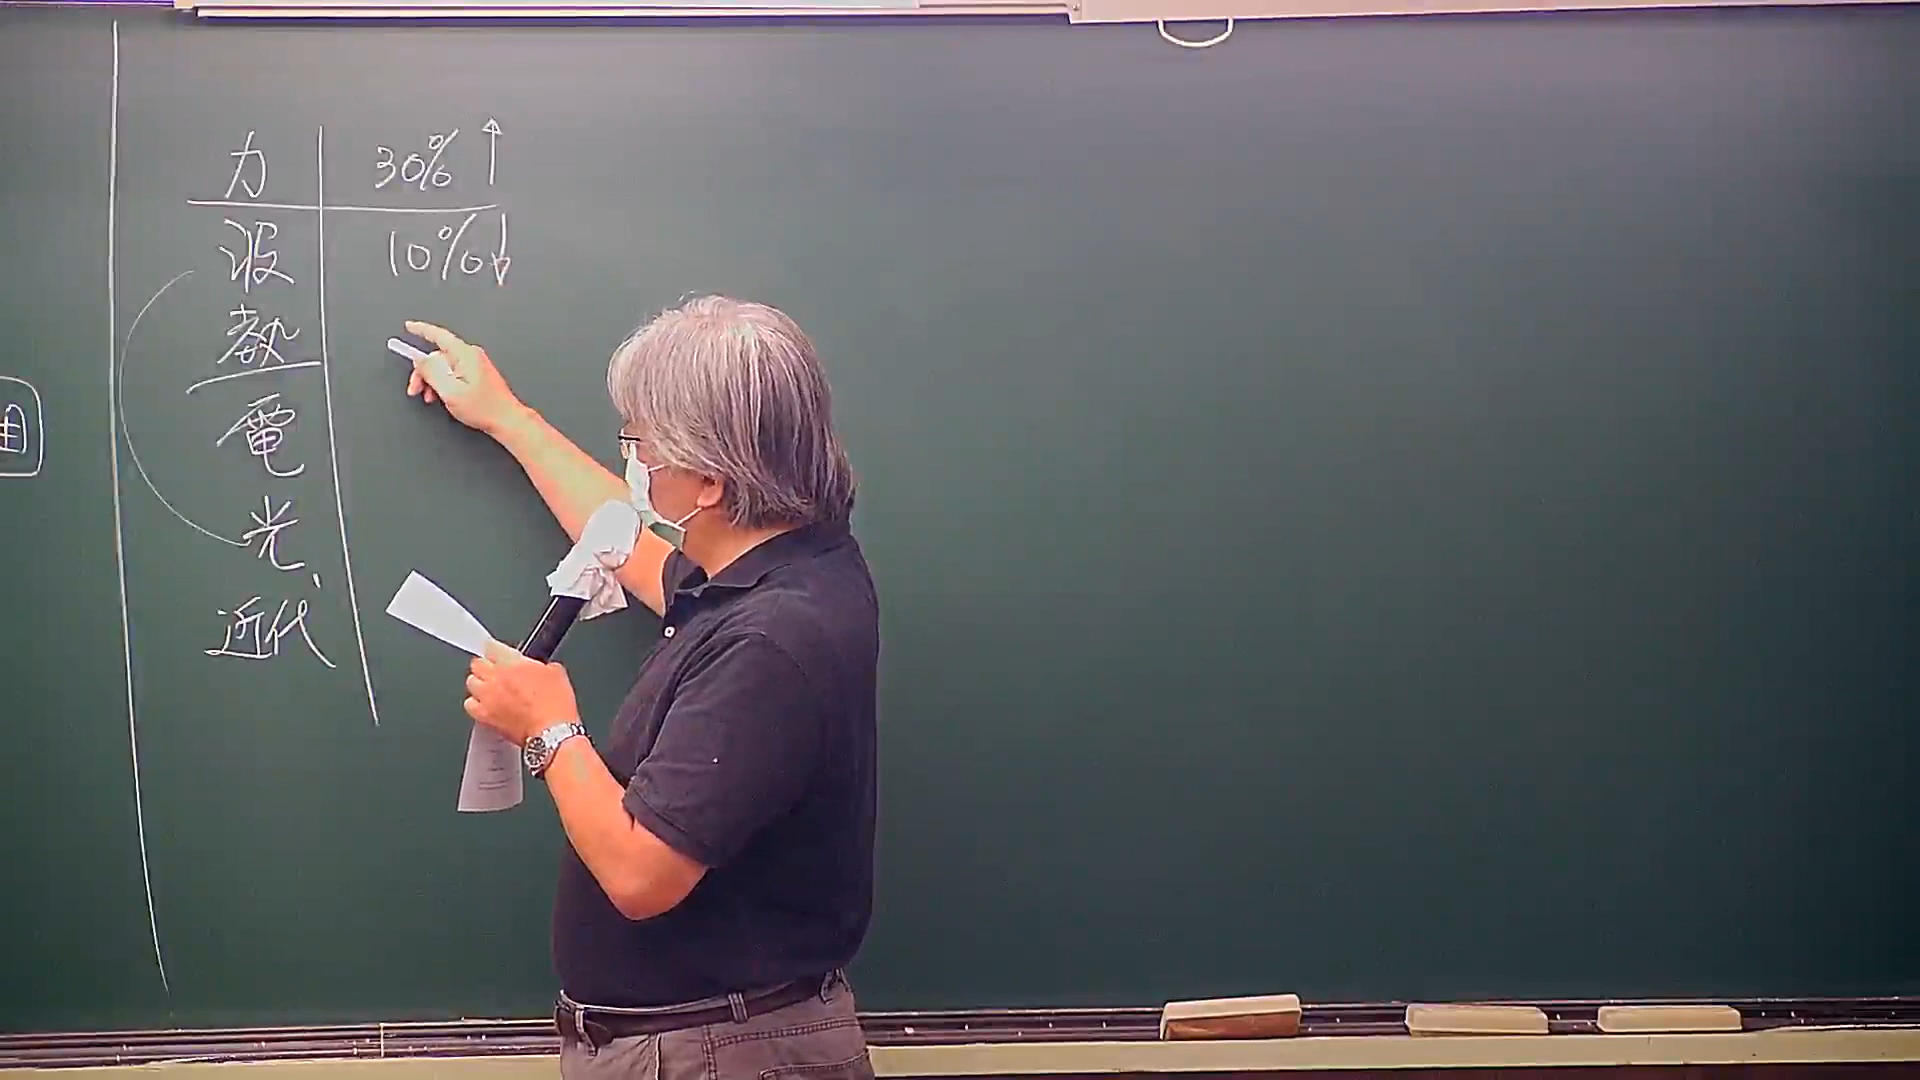 力 30% ↑
波 10% ↓
熱
電
光
近代